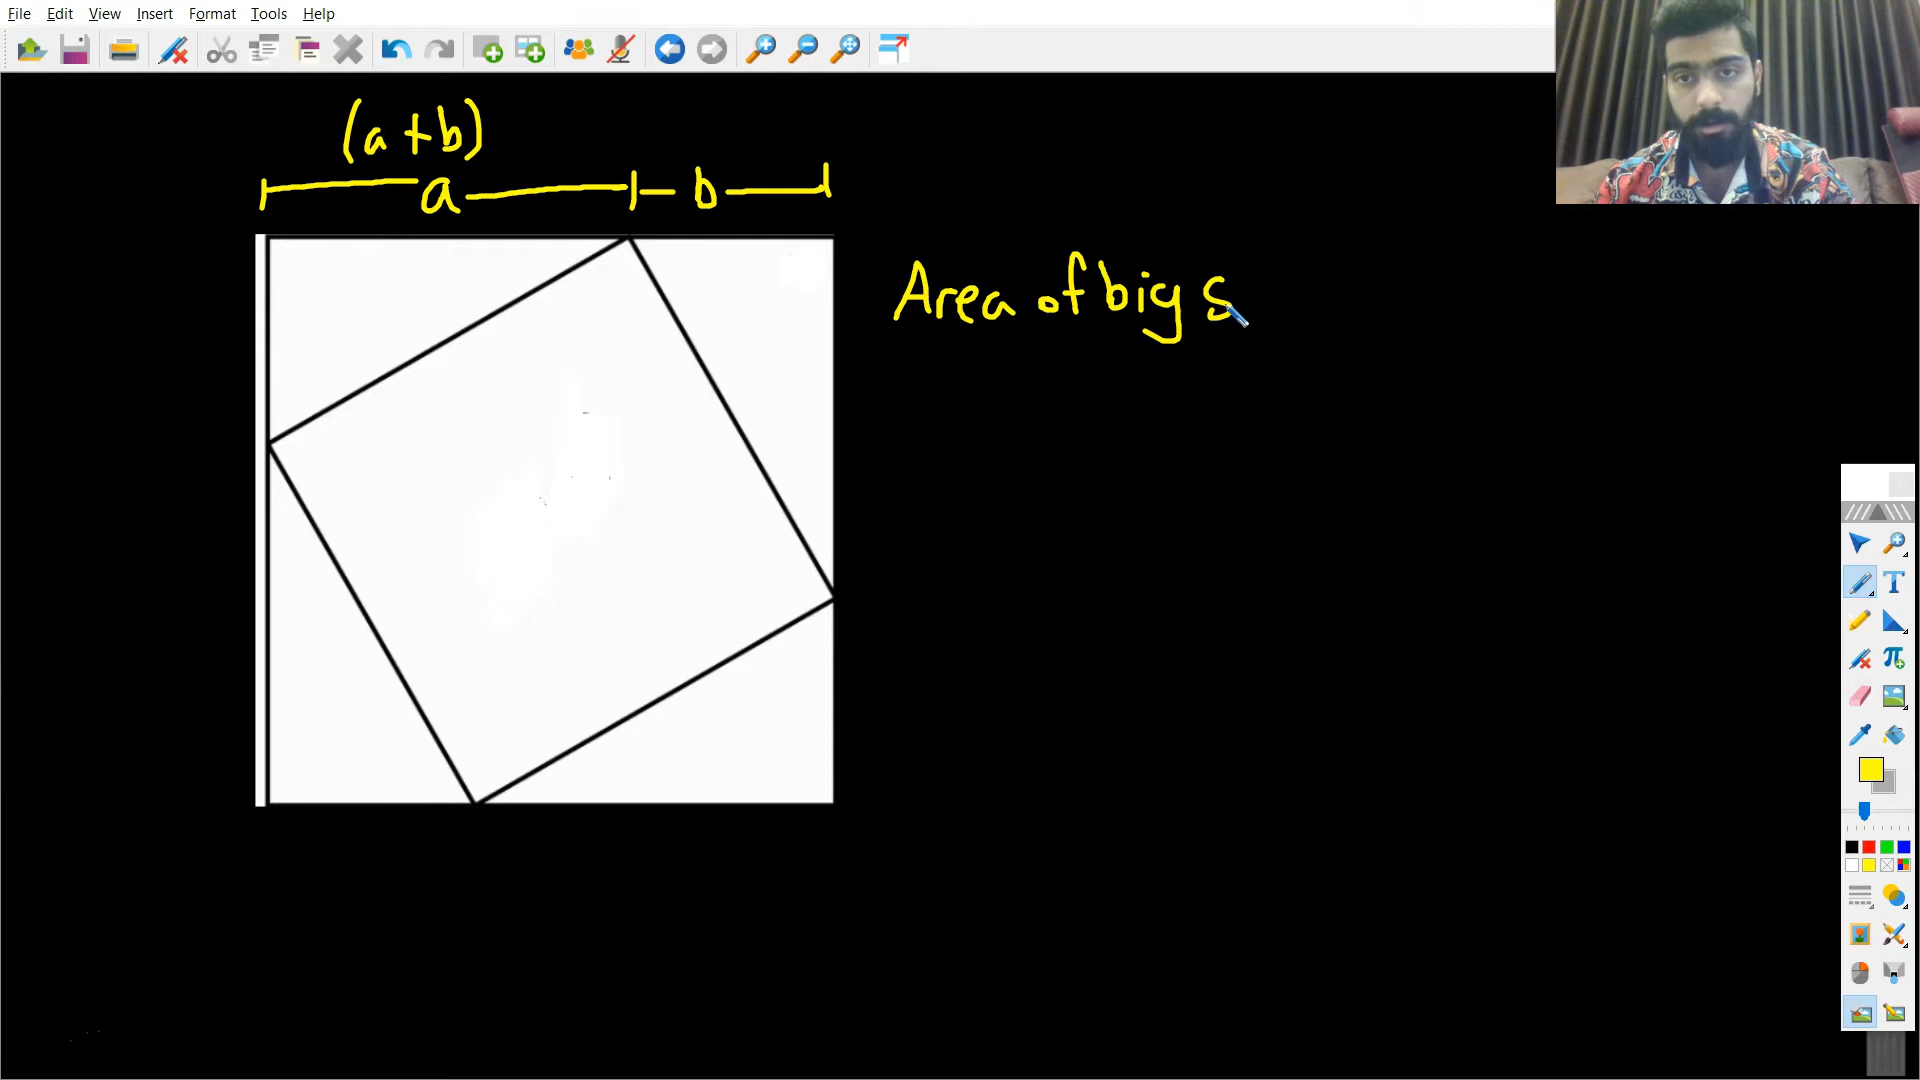 File Edit View Insert Format Tools Help
(a + b)
a b
Area of big s